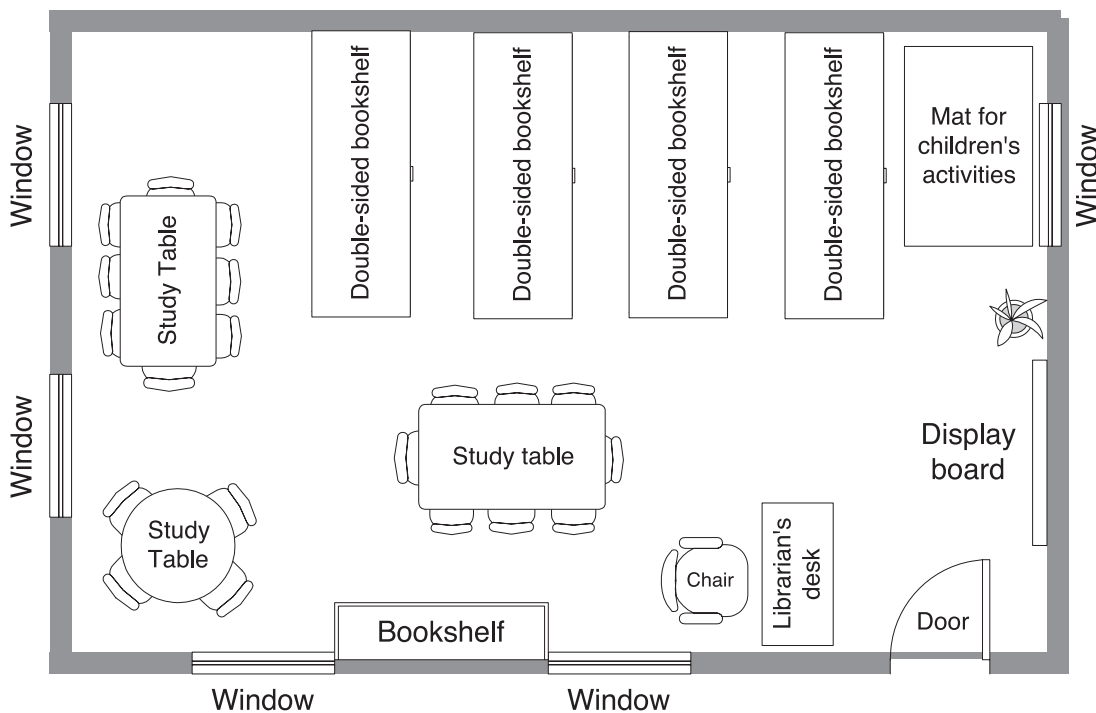 Double-sided bookshelf
Double-sided bookshelf
Double-sided bookshelf
Double-sided bookshelf
Mat for
children's
activities
Window
Window
Study Table
Window
Study table
Display
board
Study
Table
Chair
Librarian's
desk
Door
Bookshelf
Window
Window